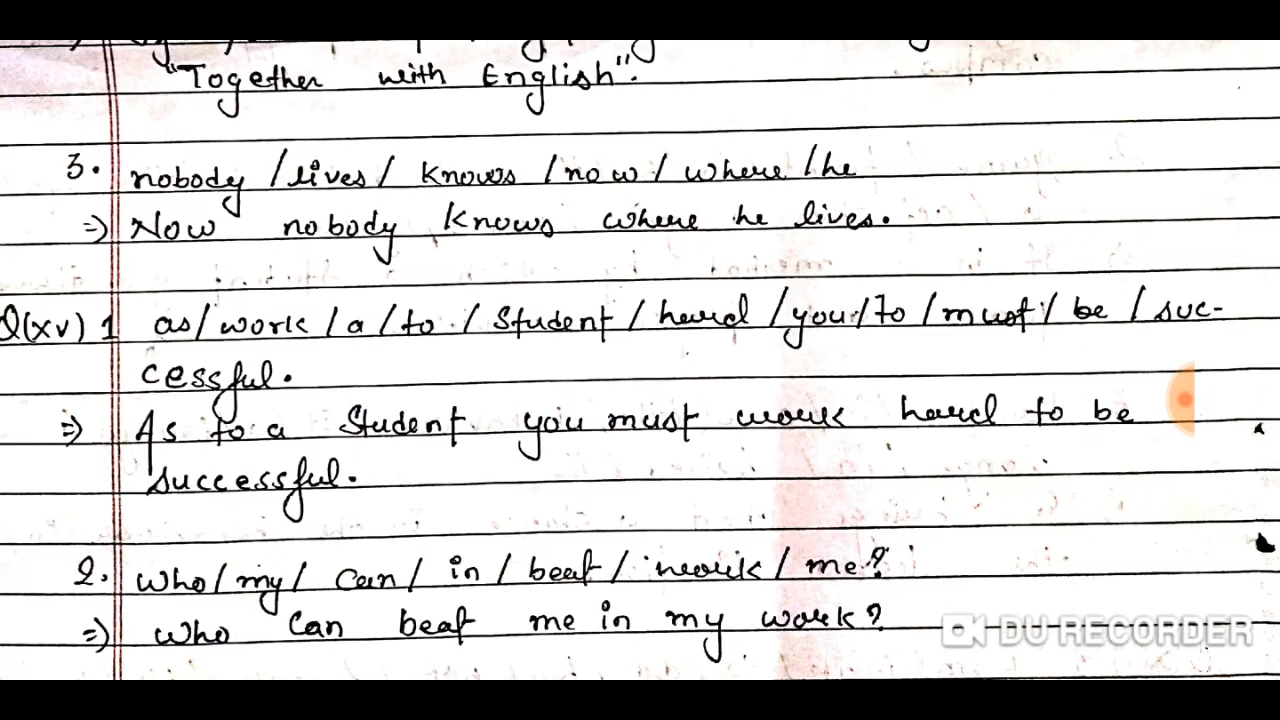 "Together with English".
3. nobody / lives / knows / now / where / he
⇒ Now nobody knows where he lives.
Q(xv) 1 as / work / a / to / student / hard / you / to / must / be / suc-
cessful.
⇒ As to a student you must work hard to be
successful.
2. who / my / can / in / beat / work / me?
⇒ who can beat me in my work?
DU RECORDER